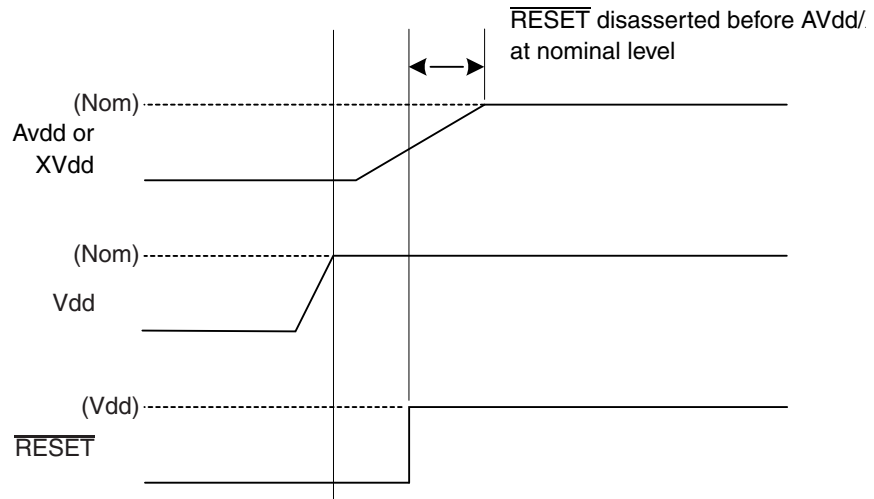 RESET disasserted before AVdd/
at nominal level
(Nom)
Avdd or
XVdd
(Nom)
Vdd
(Vdd)
RESET